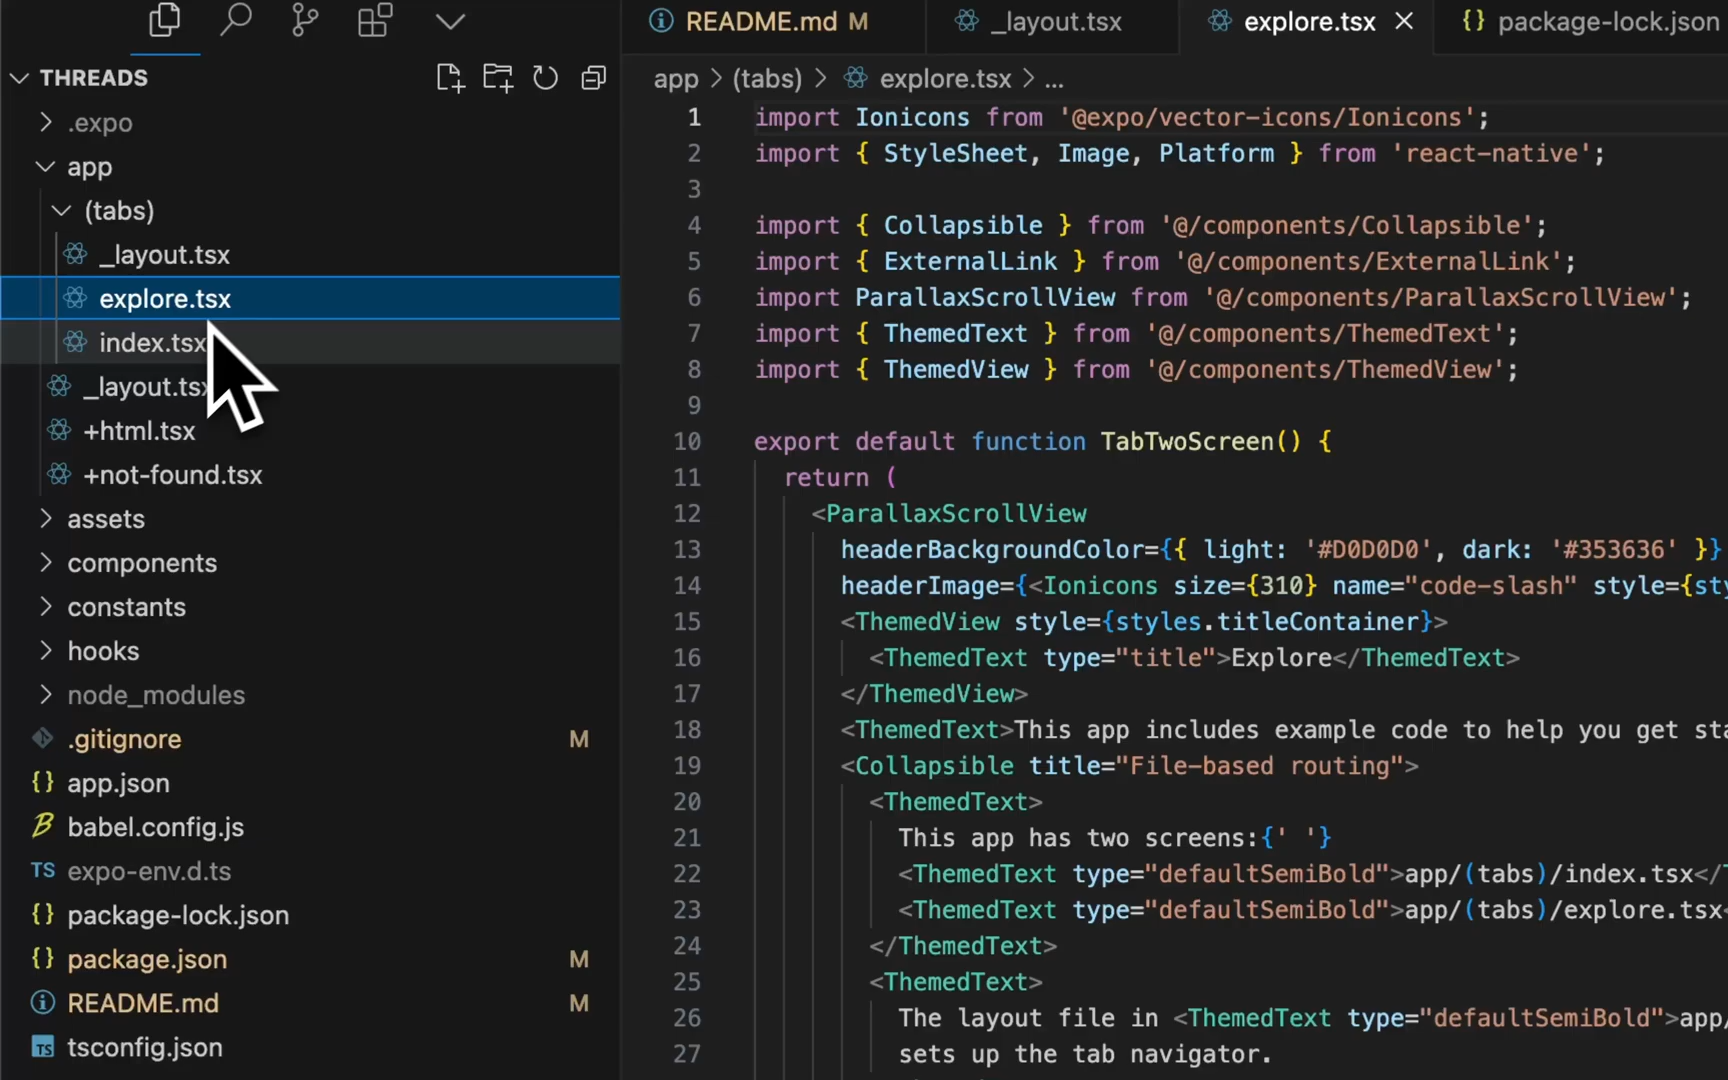 THREADS
.expo
app
(tabs)
_layout.tsx
explore.tsx
index.tsx
_layout.tsx
+html.tsx
+not-found.tsx
assets
components
constants
hooks
node_modules
.gitignore M
app.json
babel.config.js
TS expo-env.d.ts
package-lock.json
package.json M
README.md M
TS tsconfig.json
README.md M
_layout.tsx
explore.tsx
package-lock.json
app > (tabs) > explore.tsx > ...
1 import Ionicons from '@expo/vector-icons/Ionicons';
2 import { StyleSheet, Image, Platform } from 'react-native';
3
4 import { Collapsible } from '@/components/Collapsible';
5 import { ExternalLink } from '@/components/ExternalLink';
6 import ParallaxScrollView from '@/components/ParallaxScrollView';
7 import { ThemedText } from '@/components/ThemedText';
8 import { ThemedView } from '@/components/ThemedView';
9
10 export default function TabTwoScreen() {
11 return (
12 <ParallaxScrollView
13 headerBackgroundColor={{ light: '#D0D0D0', dark: '#353636' }}
14 headerImage={<Ionicons size={310} name="code-slash" style={sty
15 <ThemedView style={styles.titleContainer}>
16 <ThemedText type="title">Explore</ThemedText>
17 </ThemedView>
18 <ThemedText>This app includes example code to help you get sta
19 <Collapsible title="File-based routing">
20 <ThemedText>
21 This app has two screens:{' '}
22 <ThemedText type="defaultSemiBold">app/(tabs)/index.tsx</
23 <ThemedText type="defaultSemiBold">app/(tabs)/explore.tsx<
24 </ThemedText>
25 <ThemedText>
26 The layout file in <ThemedText type="defaultSemiBold">app/
27 sets up the tab navigator.